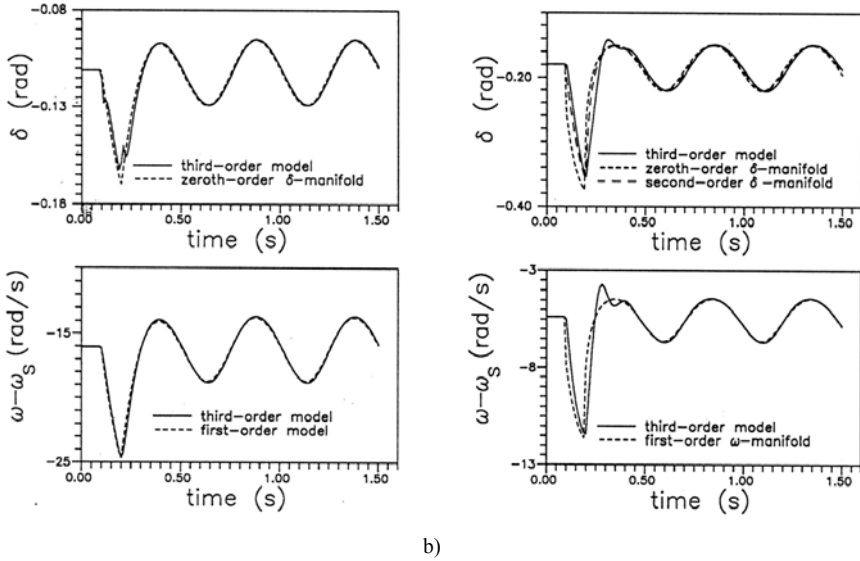 -0.08
-0.13
-0.18
δ (rad)
third-order model
zeroth-order δ-manifold
0.00 0.50 1.00 1.50
time (s)
-0.20
-0.40
δ (rad)
third-order model
zeroth-order δ-manifold
second-order δ-manifold
0.00 0.50 1.00 1.50
time (s)
-15
-25
ω-ωS (rad/s)
third-order model
first-order model
0.00 0.50 1.00 1.50
time (s)
-3
-8
-13
ω-ωS (rad/s)
third-order model
first-order ω-manifold
0.00 0.50 1.00 1.50
time (s)
b)